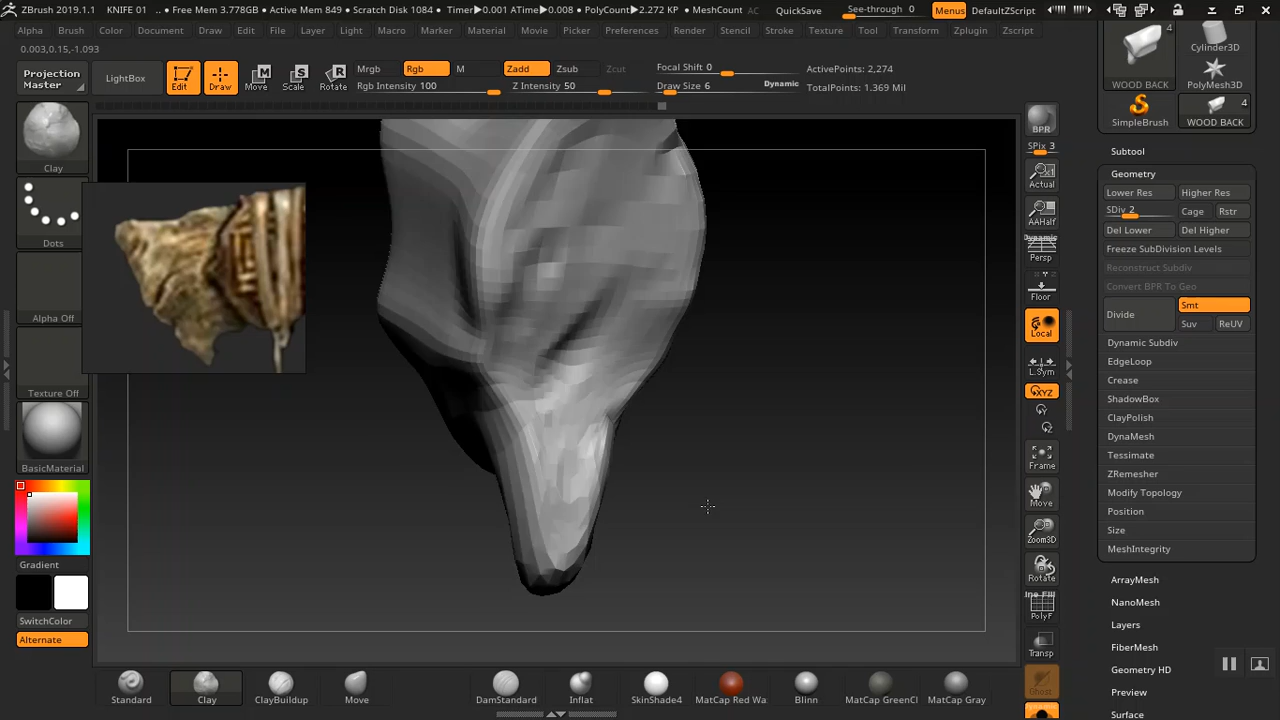 ZBrush 2019.1.1 KNIFE 01 .. • Free Mem 3.778GB • Active Mem 849 • Scratch Disk 1084 • Timer▶0.001 ATime▶0.008 • PolyCount▶2.272 KP • MeshCount AC QuickSave See-through 0 Menus DefaultZScript
Alpha Brush Color Document Draw Edit File Layer Light Macro Marker Material Movie Picker Preferences Render Stencil Stroke Texture Tool Transform Zplugin Zscript
0.003,0.15,-1.093
Projection Master LightBox Edit Draw Move Scale Rotate
Mrgb Rgb M Zadd Zsub Zcut Focal Shift 0 ActivePoints: 2,274
Rgb Intensity 100 Z Intensity 50 Draw Size 6 Dynamic TotalPoints: 1.369 Mil
Clay
Dots
Alpha Off
Texture Off
BasicMaterial
Gradient
SwitchColor
Alternate
BPR
SPix 3
Actual
AAHalf
Dynamic
Persp
Floor
Local
L.Sym
XYZ
Y
Z
Frame
Move
Zoom3D
Rotate
Line Fill
PolyF
Transp
Ghost
Dynamic
4 Cylinder3D
WOOD BACK PolyMesh3D
4
SimpleBrush WOOD BACK
Subtool
Geometry
Lower Res Higher Res
SDiv 2 Cage Rstr
Del Lower Del Higher
Freeze SubDivision Levels
Reconstruct Subdiv
Convert BPR To Geo
Divide Smt
Suv ReUV
Dynamic Subdiv
EdgeLoop
Crease
ShadowBox
ClayPolish
DynaMesh
Tessimate
ZRemesher
Modify Topology
Position
Size
MeshIntegrity
ArrayMesh
NanoMesh
Layers
FiberMesh
Geometry HD
Preview
Surface
Standard Clay ClayBuildup Move DamStandard Inflat SkinShade4 MatCap Red Wa Blinn MatCap GreenCl MatCap Gray